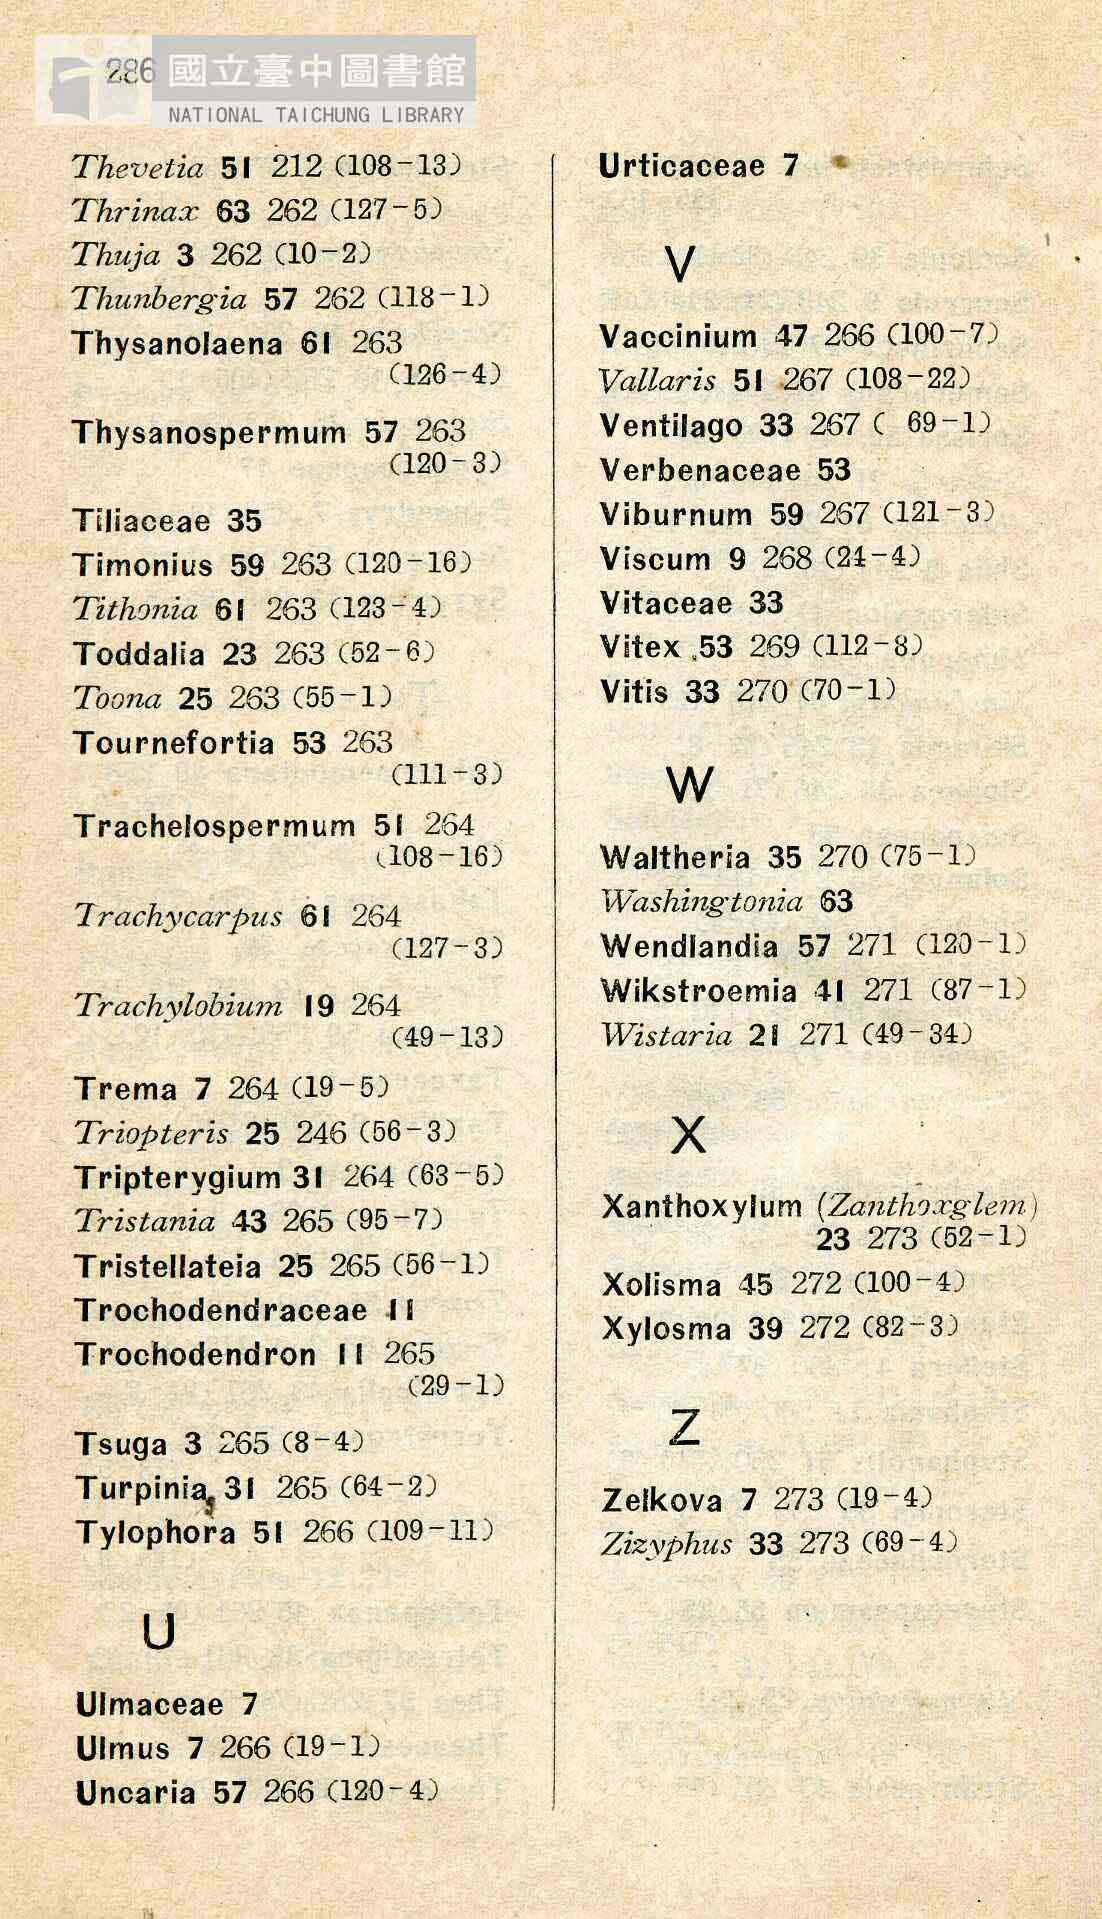 286
國立臺中圖書館
NATIONAL TAICHUNG LIBRARY
Thevetia 51 212 (108-13)
Thrinax 63 262 (127-5)
Thuja 3 262 (10-2)
Thunbergia 57 262 (118-1)
Thysanolaena 61 263
(126-4)
Thysanospermum 57 263
(120-3)
Tiliaceae 35
Timonius 59 263 (120-16)
Tithonia 61 263 (123-4)
Toddalia 23 263 (52-6)
Toona 25 263 (55-1)
Tournefortia 53 263
(111-3)
Trachelospermum 51 264
(108-16)
Trachycarpus 61 264
(127-3)
Trachylobium 19 264
(49-13)
Trema 7 264 (19-5)
Triopteris 25 246 (56-3)
Tripterygium 31 264 (63-5)
Tristania 43 265 (95-7)
Tristellateia 25 265 (56-1)
Trochodendraceae 11
Trochodendron 11 265
(29-1)
Tsuga 3 265 (8-4)
Turpinia 31 265 (64-2)
Tylophora 51 266 (109-11)
U
Ulmaceae 7
Ulmus 7 266 (19-1)
Uncaria 57 266 (120-4)
Urticaceae 7
V
Vaccinium 47 266 (100-7)
Vallaris 51 267 (108-22)
Ventilago 33 267 ( 69-1)
Verbenaceae 53
Viburnum 59 267 (121-3)
Viscum 9 268 (24-4)
Vitaceae 33
Vitex 53 269 (112-8)
Vitis 33 270 (70-1)
W
Waltheria 35 270 (75-1)
Washingtonia 63
Wendlandia 57 271 (120-1)
Wikstroemia 41 271 (87-1)
Wistaria 21 271 (49-34)
X
Xanthoxylum (Zanthoxglem)
23 273 (52-1)
Xolisma 45 272 (100-4)
Xylosma 39 272 (82-3)
Z
Zelkova 7 273 (19-4)
Zizyphus 33 273 (69-4)